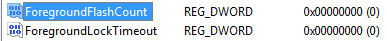 ForegroundFlashCount REG_DWORD 0x00000000 (0)
ForegroundLockTimeout REG_DWORD 0x00000000 (0)